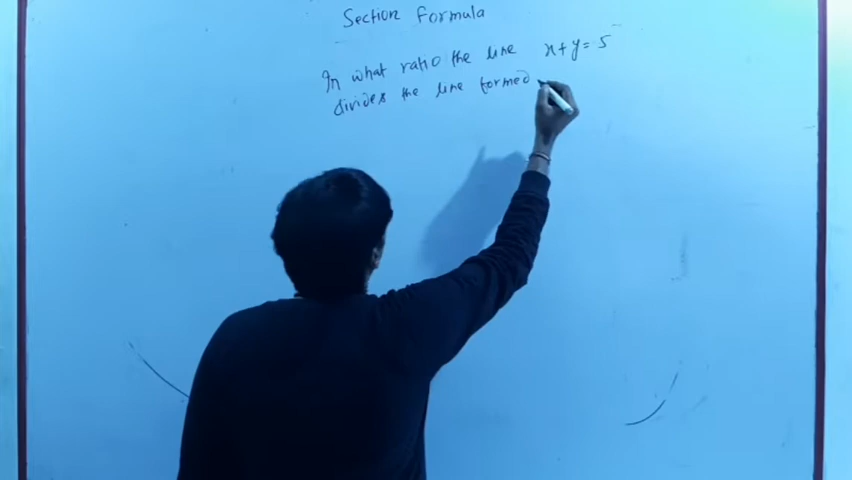 Section Formula
In what ratio the line x+y=5
divides the line formed